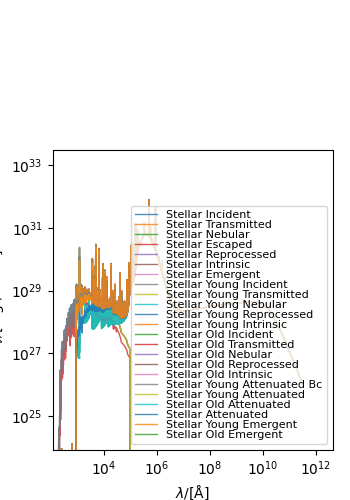 10^33
10^31
10^29
10^27
10^25
Stellar Incident
Stellar Transmitted
Stellar Nebular
Stellar Escaped
Stellar Reprocessed
Stellar Intrinsic
Stellar Emergent
Stellar Young Incident
Stellar Young Transmitted
Stellar Young Nebular
Stellar Young Reprocessed
Stellar Young Intrinsic
Stellar Old Incident
Stellar Old Transmitted
Stellar Old Nebular
Stellar Old Reprocessed
Stellar Old Intrinsic
Stellar Young Attenuated Bc
Stellar Young Attenuated
Stellar Old Attenuated
Stellar Attenuated
Stellar Young Emergent
Stellar Old Emergent
10^4 10^6 10^8 10^10 10^12
λ/[Å]